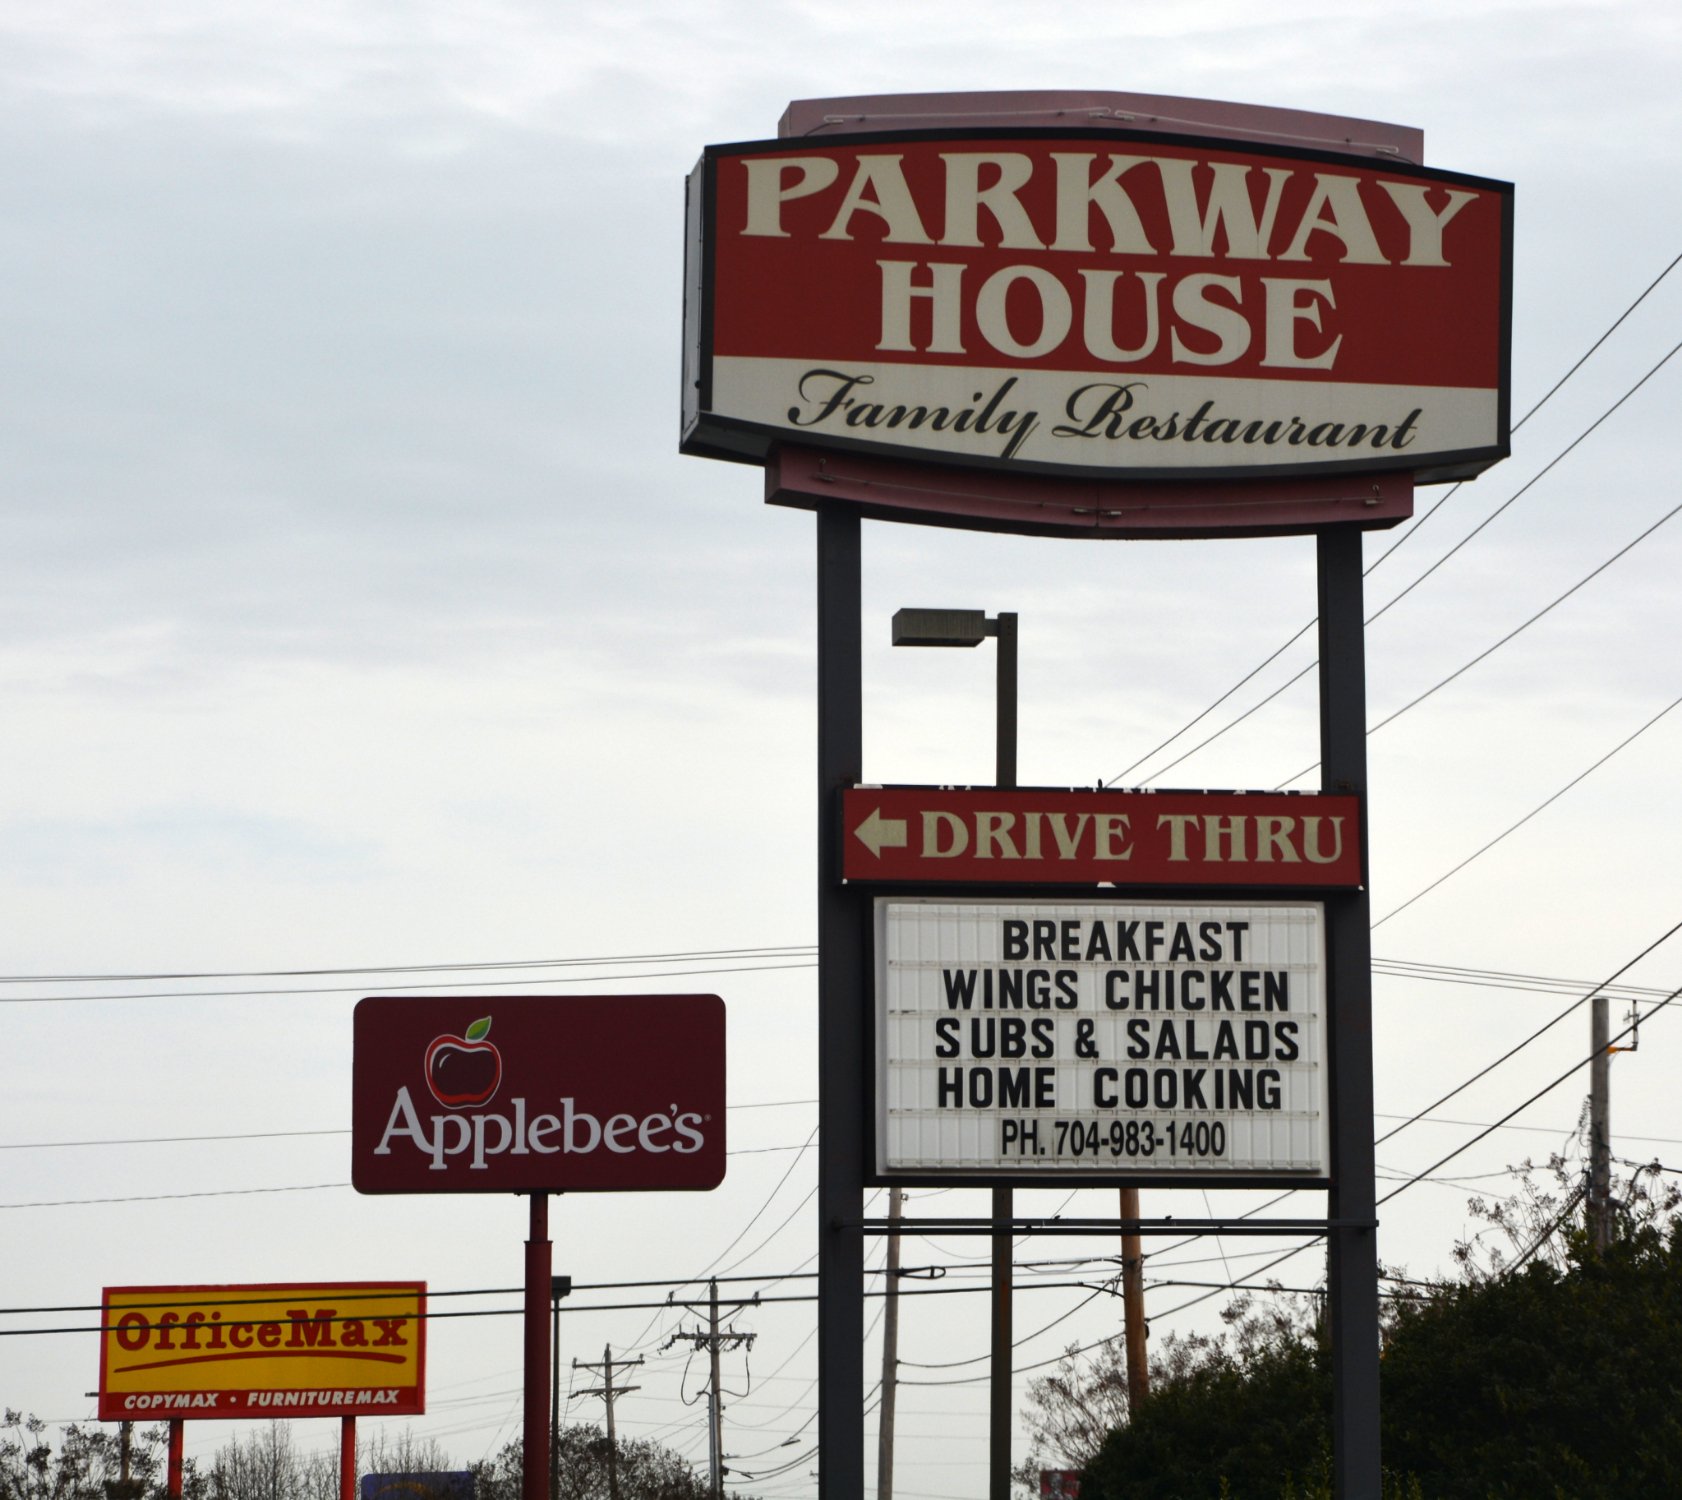 PARKWAY
HOUSE
Family Restaurant
DRIVE THRU
BREAKFAST
WINGS CHICKEN
SUBS & SALADS
HOME COOKING
PH. 704-983-1400
Applebee's
OfficeMax
COPYMAX • FURNITUREMAX